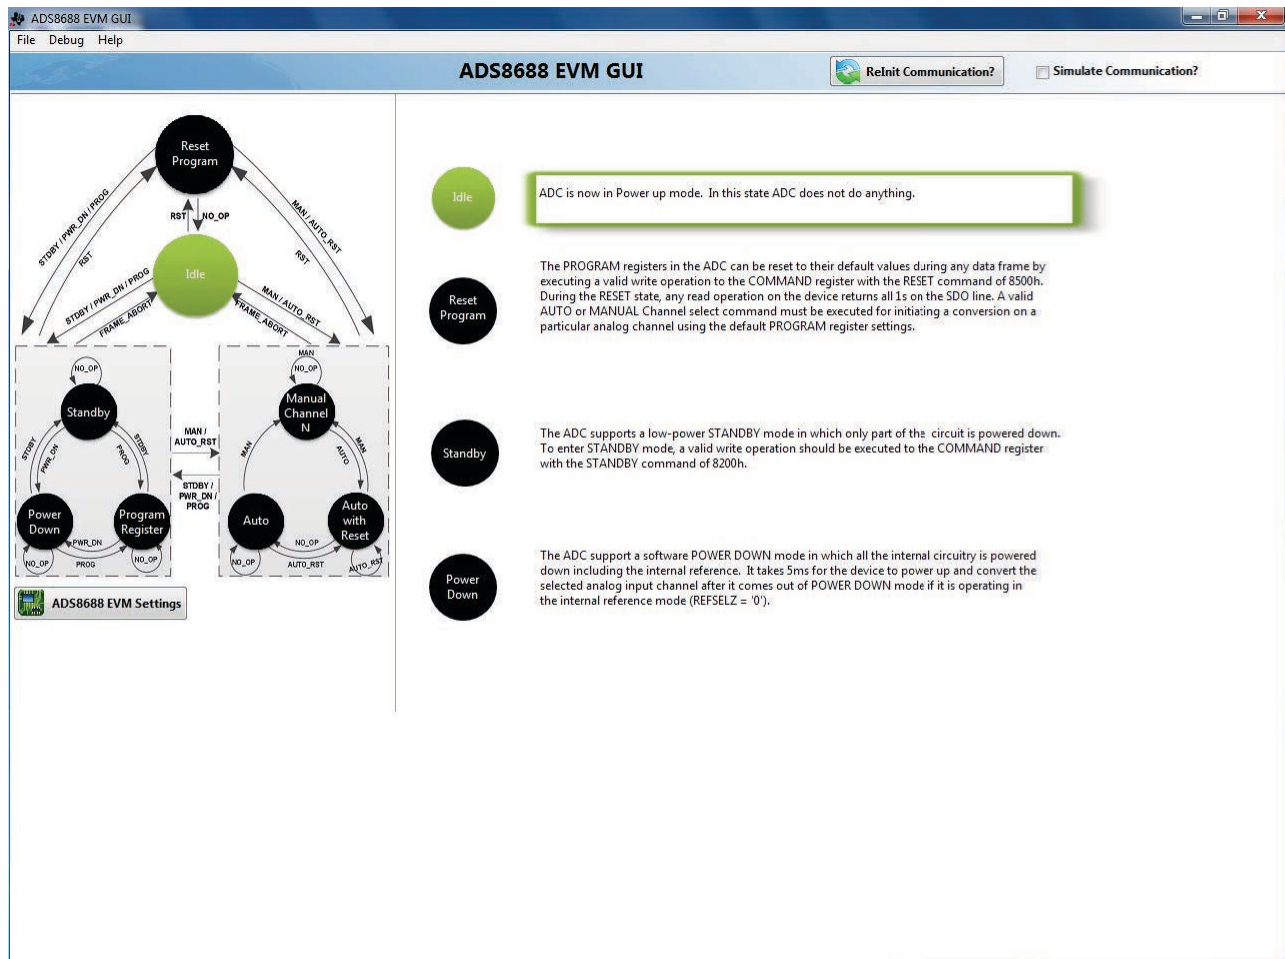 ADS8688 EVM GUI
File Debug Help
ADS8688 EVM GUI
ReInit Communication?
Simulate Communication?
Reset
Program
STDBY / PWR_DN / PROG
RST
RST
NO_OP
MAN / AUTO_RST
RST
Idle
STDBY / PWR_DN / PROG
FRAME_ABORT
MAN / AUTO_RST
FRAME_ABORT
NO_OP
Standby
STDBY
PWR_DN
STDBY
PROG
Power
Down
Program
Register
PWR_DN
PROG
NO_OP
NO_OP
MAN /
AUTO_RST
STDBY /
PWR_DN /
PROG
MAN
NO_OP
Manual
Channel
N
MAN
MAN
AUTO
Auto
Auto
with
Reset
NO_OP
AUTO_RST
NO_OP
AUTO_RST
ADS8688 EVM Settings
Idle
ADC is now in Power up mode. In this state ADC does not do anything.
Reset
Program
The PROGRAM registers in the ADC can be reset to their default values during any data frame by
executing a valid write operation to the COMMAND register with the RESET command of 8500h.
During the RESET state, any read operation on the device returns all 1s on the SDO line. A valid
AUTO or MANUAL Channel select command must be executed for initiating a conversion on a
particular analog channel using the default PROGRAM register settings.
Standby
The ADC supports a low-power STANDBY mode in which only part of the circuit is powered down.
To enter STANDBY mode, a valid write operation should be executed to the COMMAND register
with the STANDBY command of 8200h.
Power
Down
The ADC support a software POWER DOWN mode in which all the internal circuitry is powered
down including the internal reference. It takes 5ms for the device to power up and convert the
selected analog input channel after it comes out of POWER DOWN mode if it is operating in
the internal reference mode (REFSELZ = '0').